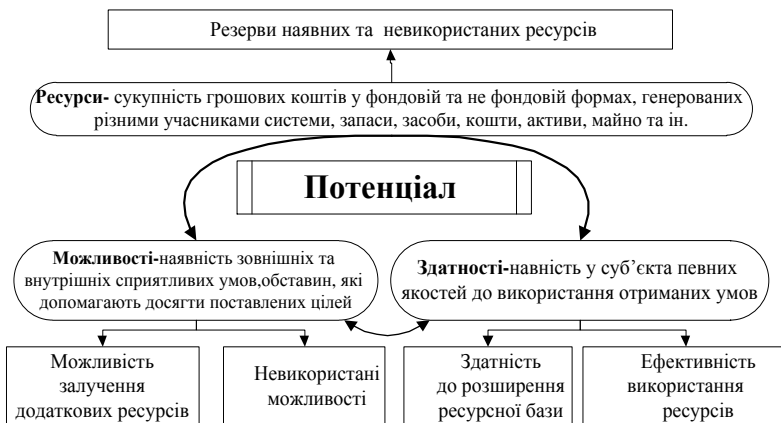 Резерви наявних та невикористаних ресурсів
Ресурси- сукупність грошових коштів у фондовій та не фондовій формах, генерованих
різними учасниками системи, запаси, засоби, кошти, активи, майно та ін.
Потенціал
Можливості-наявність зовнішніх та
внутрішніх сприятливих умов,обставин, які
допомагають досягти поставлених цілей
Здатності-навність у суб’єкта певних
якостей до використання отриманих умов
Можливість
залучення
додаткових ресурсів
Невикористані
можливості
Здатність
до розширення
ресурсної бази
Ефективність
використання
ресурсів